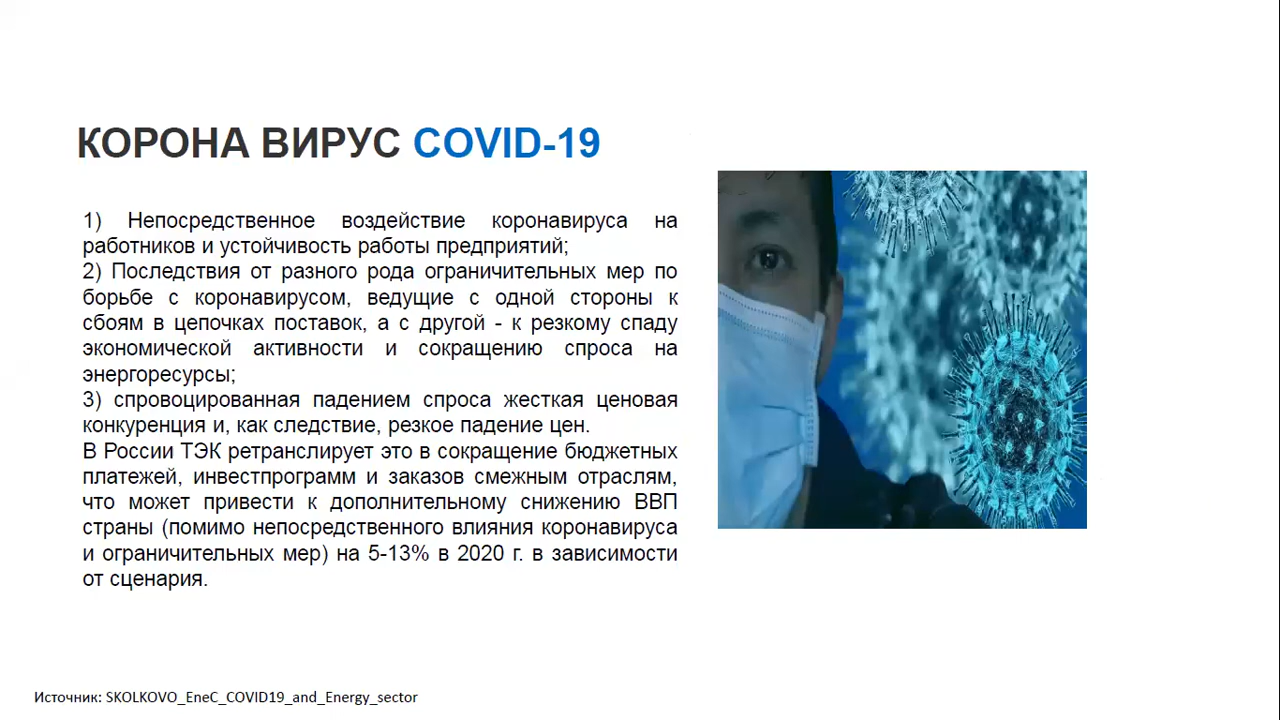 КОРОНА ВИРУС COVID-19
1) Непосредственное воздействие коронавируса на
работников и устойчивость работы предприятий;
2) Последствия от разного рода ограничительных мер по
борьбе с коронавирусом, ведущие с одной стороны к
сбоям в цепочках поставок, а с другой - к резкому спаду
экономической активности и сокращению спроса на
энергоресурсы;
3) спровоцированная падением спроса жесткая ценовая
конкуренция и, как следствие, резкое падение цен.
В России ТЭК ретранслирует это в сокращение бюджетных
платежей, инвестпрограмм и заказов смежным отраслям,
что может привести к дополнительному снижению ВВП
страны (помимо непосредственного влияния коронавируса
и ограничительных мер) на 5-13% в 2020 г. в зависимости
от сценария.
Источник: SKOLKOVO_EneC_COVID19_and_Energy_sector